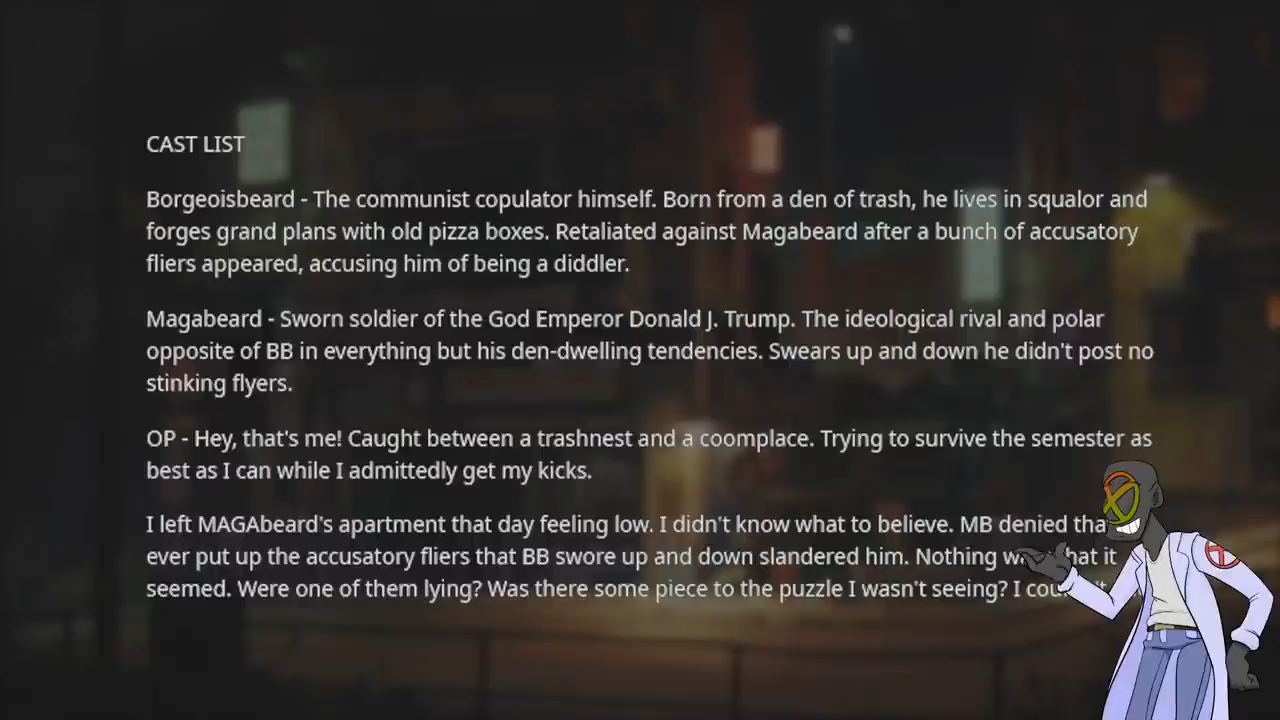 CAST LIST
Borgeoisbeard - The communist copulator himself. Born from a den of trash, he lives in squalor and
forges grand plans with old pizza boxes. Retaliated against Magabeard after a bunch of accusatory
fliers appeared, accusing him of being a diddler.
Magabeard - Sworn soldier of the God Emperor Donald J. Trump. The ideological rival and polar
opposite of BB in everything but his den-dwelling tendencies. Swears up and down he didn't post no
stinking flyers.
OP - Hey, that's me! Caught between a trashnest and a coomplace. Trying to survive the semester as
best as I can while I admittedly get my kicks.
I left MAGAbeard's apartment that day feeling low. I didn't know what to believe. MB denied
ever put up the accusatory fliers that BB swore up and down slandered him. Nothing it
seemed. Were one of them lying? Was there some piece to the puzzle I wasn't seeing? I